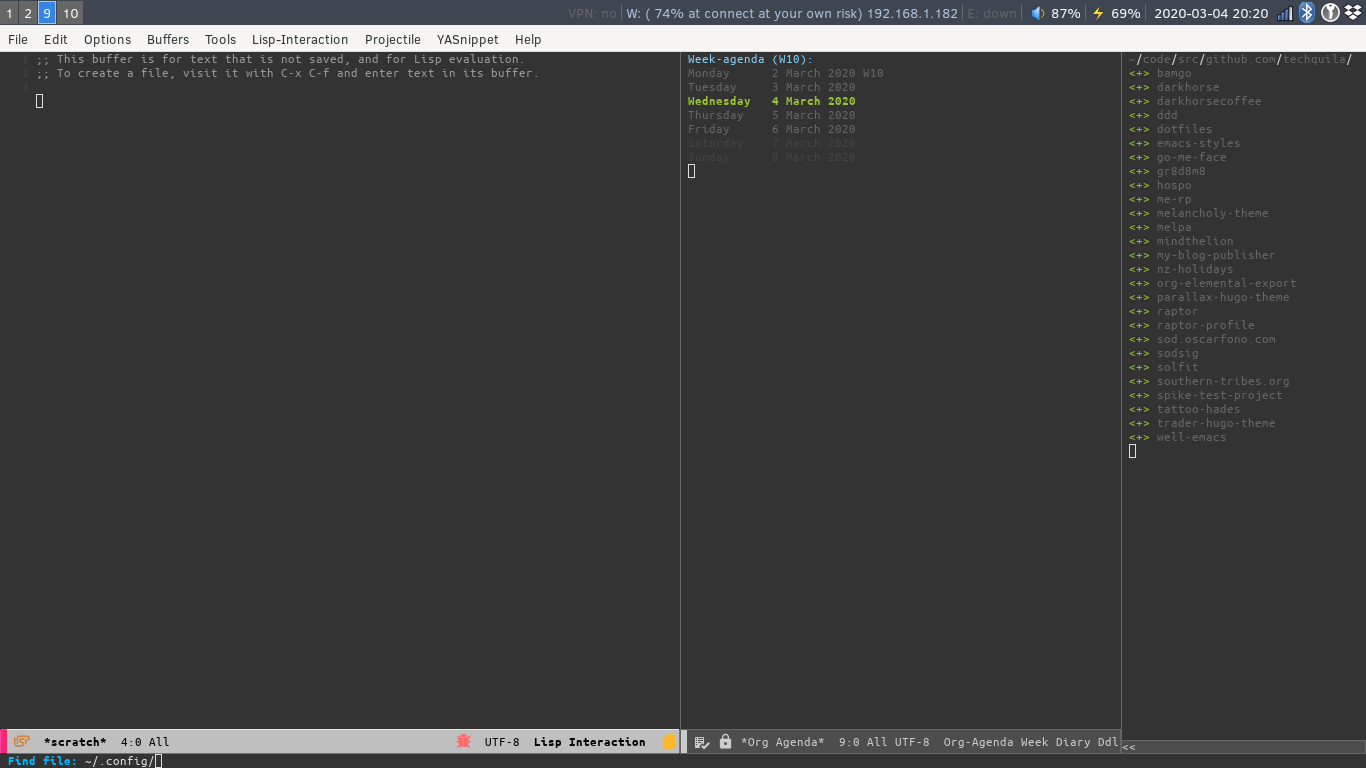 1 2 9 10 VPN: no W: ( 74% at connect at your own risk) 192.168.1.182 E: down 87% 69% 2020-03-04 20:20
File Edit Options Buffers Tools Lisp-Interaction Projectile YASnippet Help
1 ;; This buffer is for text that is not saved, and for Lisp evaluation.
2 ;; To create a file, visit it with C-x C-f and enter text in its buffer.
3
Week-agenda (W10):
Monday 2 March 2020 W10
Tuesday 3 March 2020
Wednesday 4 March 2020
Thursday 5 March 2020
Friday 6 March 2020
Saturday 7 March 2020
Sunday 8 March 2020
~/code/src/github.com/techquila/
<+> bamgo
<+> darkhorse
<+> darkhorsecoffee
<+> ddd
<+> dotfiles
<+> emacs-styles
<+> go-me-face
<+> gr8d8m8
<+> hospo
<+> me-rp
<+> melancholy-theme
<+> melpa
<+> mindthelion
<+> my-blog-publisher
<+> nz-holidays
<+> org-elemental-export
<+> parallax-hugo-theme
<+> raptor
<+> raptor-profile
<+> sod.oscarfono.com
<+> sodsig
<+> solfit
<+> southern-tribes.org
<+> spike-test-project
<+> tattoo-hades
<+> trader-hugo-theme
<+> well-emacs
*scratch* 4:0 All UTF-8 Lisp Interaction
*Org Agenda* 9:0 All UTF-8 Org-Agenda Week Diary Ddl
<<
Find file: ~/.config/